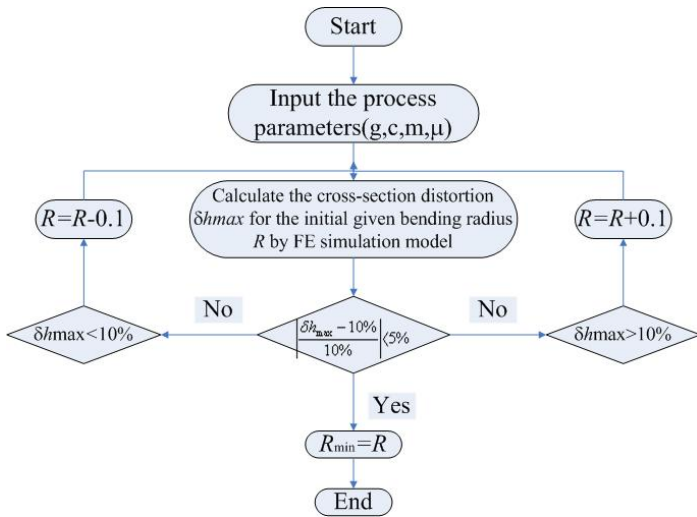 Start
Input the process
parameters(g,c,m,μ)
Calculate the cross-section distortion
δhmax for the initial given bending radius
R by FE simulation model
R=R-0.1
R=R+0.1
No
No
δhmax<10%
|δhmax−10%/10%|⟨5%
δhmax>10%
Yes
Rmin=R
End